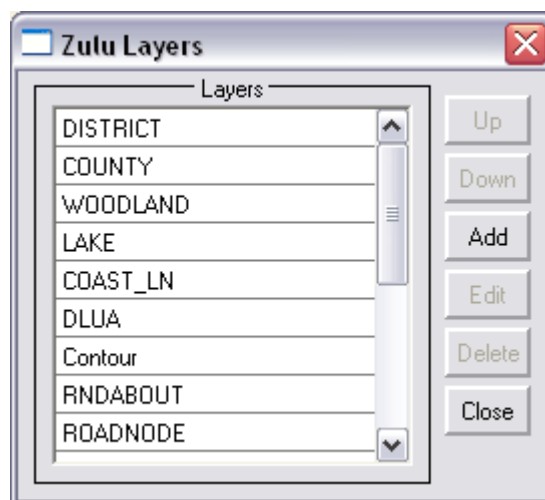 Zulu Layers
Layers
DISTRICT
COUNTY
WOODLAND
LAKE
COAST_LN
DLUA
Contour
RNDABOUT
ROADNODE
Up
Down
Add
Edit
Delete
Close